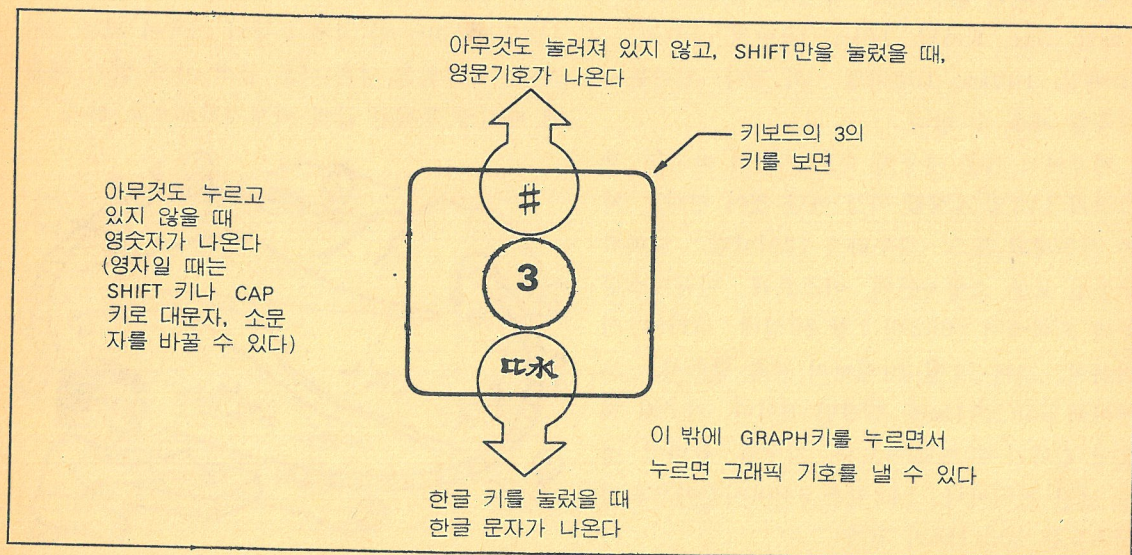 아무것도 눌러져 있지 않고, SHIFT만을 눌렀을 때,
영문기호가 나온다
키보드의 3의
키를 보면
아무것도 누르고
있지 않을 때
영숫자가 나온다
(영자일 때는
SHIFT 키나 CAP
키로 대문자, 소문
자를 바꿀 수 있다)
#
3
ㄸ水
이 밖에 GRAPH키를 누르면서
누르면 그래픽 기호를 낼 수 있다
한글 키를 눌렀을 때
한글 문자가 나온다